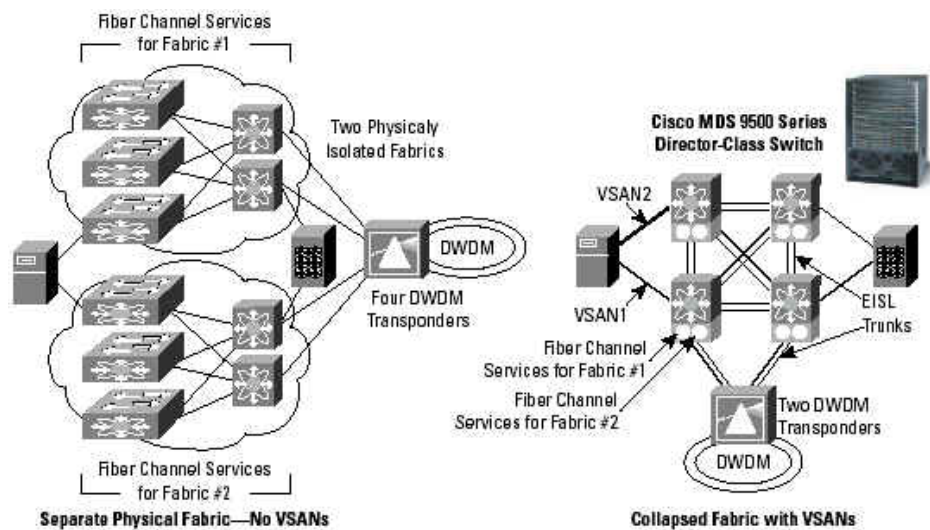 Fiber Channel Services
for Fabric #1
Two Physicaly
Isolated Fabrics
DWDM
Four DWDM
Transponders
Fiber Channel Services
for Fabric #2
Separate Physical Fabric—No VSANs
Cisco MDS 9500 Series
Director-Class Switch
VSAN2
VSAN1
EISL
Trunks
Fiber Channel
Services for Fabric #1
Fiber Channel
Services for Fabric #2
Two DWDM
Transponders
DWDM
Collapsed Fabric with VSANs